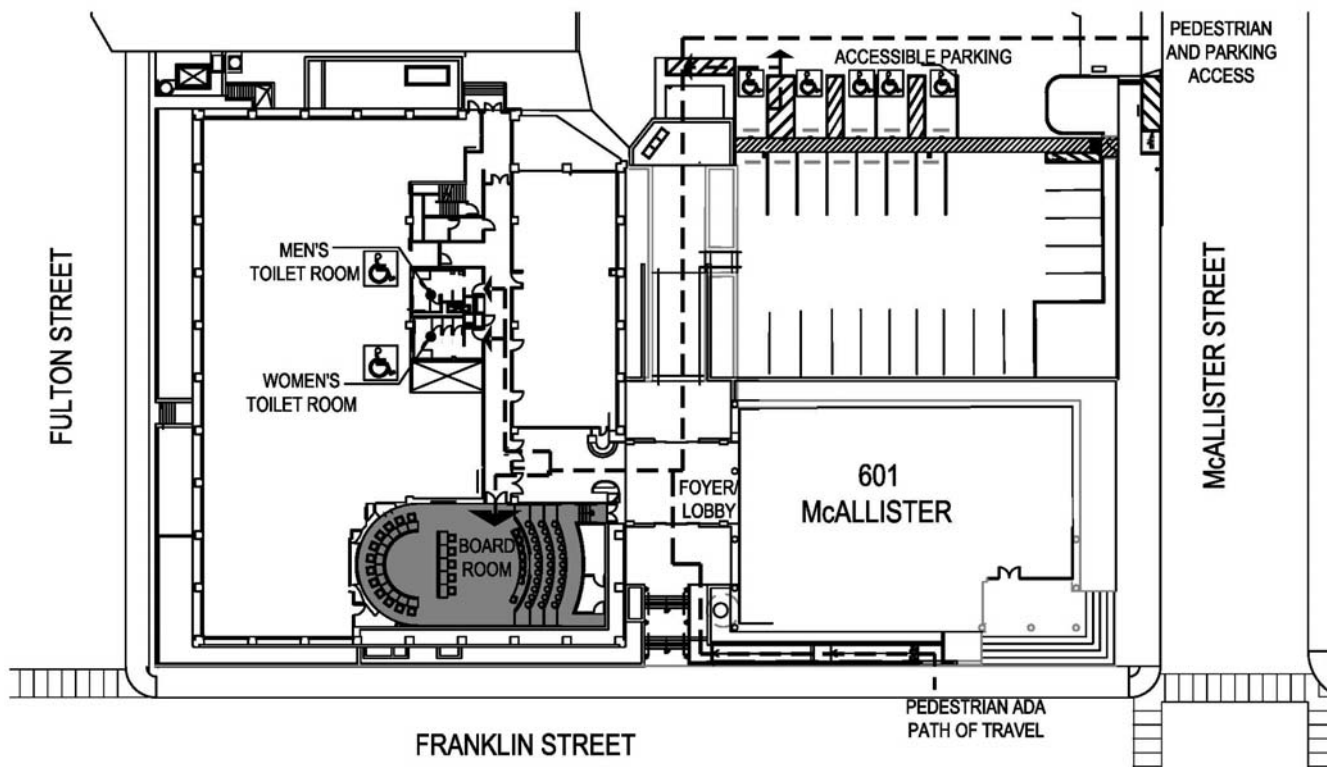 PEDESTRIAN
AND PARKING
ACCESS
ACCESSIBLE PARKING
MEN'S
TOILET ROOM
WOMEN'S
TOILET ROOM
FULTON STREET
McALLISTER STREET
601
McALLISTER
FOYER/
LOBBY
BOARD
ROOM
PEDESTRIAN ADA
PATH OF TRAVEL
FRANKLIN STREET